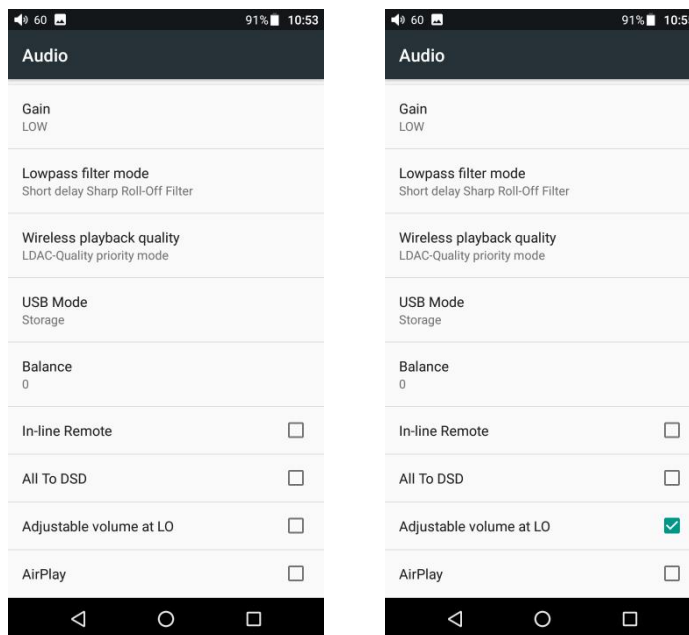 60
91% 10:53
Audio
Gain
LOW
Lowpass filter mode
Short delay Sharp Roll-Off Filter
Wireless playback quality
LDAC-Quality priority mode
USB Mode
Storage
Balance
0
In-line Remote
All To DSD
Adjustable volume at LO
AirPlay
60
91% 10:5
Audio
Gain
LOW
Lowpass filter mode
Short delay Sharp Roll-Off Filter
Wireless playback quality
LDAC-Quality priority mode
USB Mode
Storage
Balance
0
In-line Remote
All To DSD
Adjustable volume at LO
AirPlay